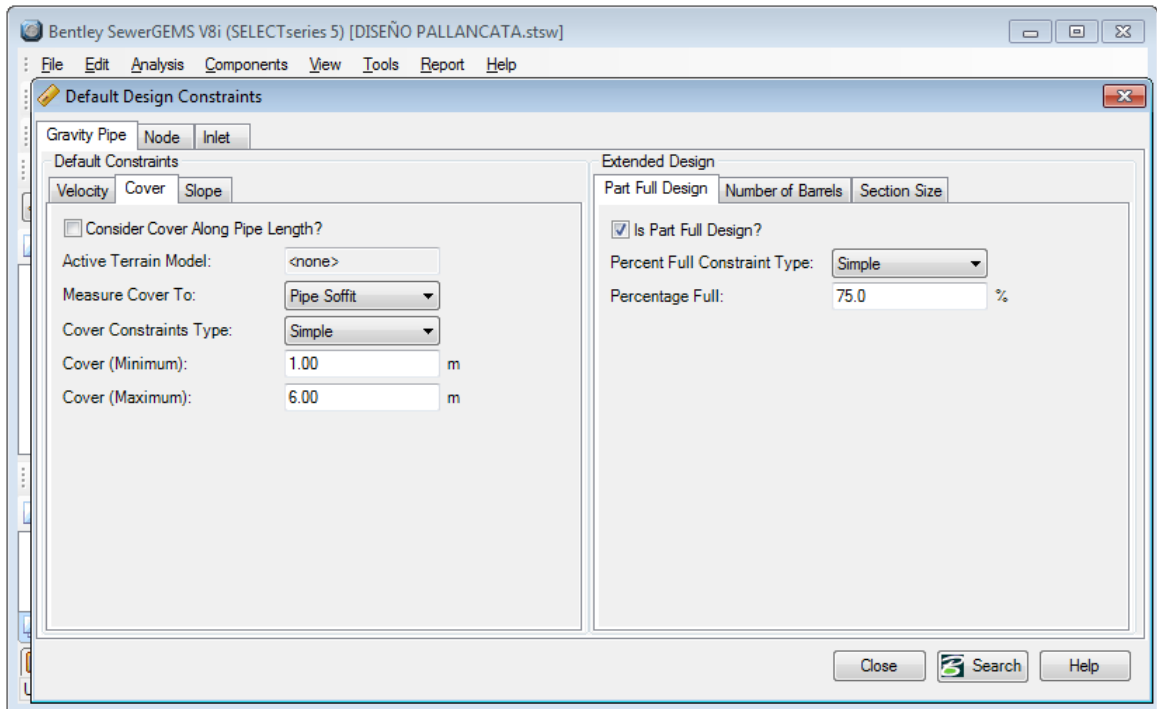 Bentley SewerGEMS V8i (SELECTseries 5) [DISEÑO PALLANCATA.stsw]
File Edit Analysis Components View Tools Report Help
Default Design Constraints
Gravity Pipe Node Inlet
Default Constraints
Velocity Cover Slope
Consider Cover Along Pipe Length?
Active Terrain Model: <none>
Measure Cover To: Pipe Soffit
Cover Constraints Type: Simple
Cover (Minimum): 1.00 m
Cover (Maximum): 6.00 m
Extended Design
Part Full Design Number of Barrels Section Size
Is Part Full Design?
Percent Full Constraint Type: Simple
Percentage Full: 75.0 %
Close Search Help